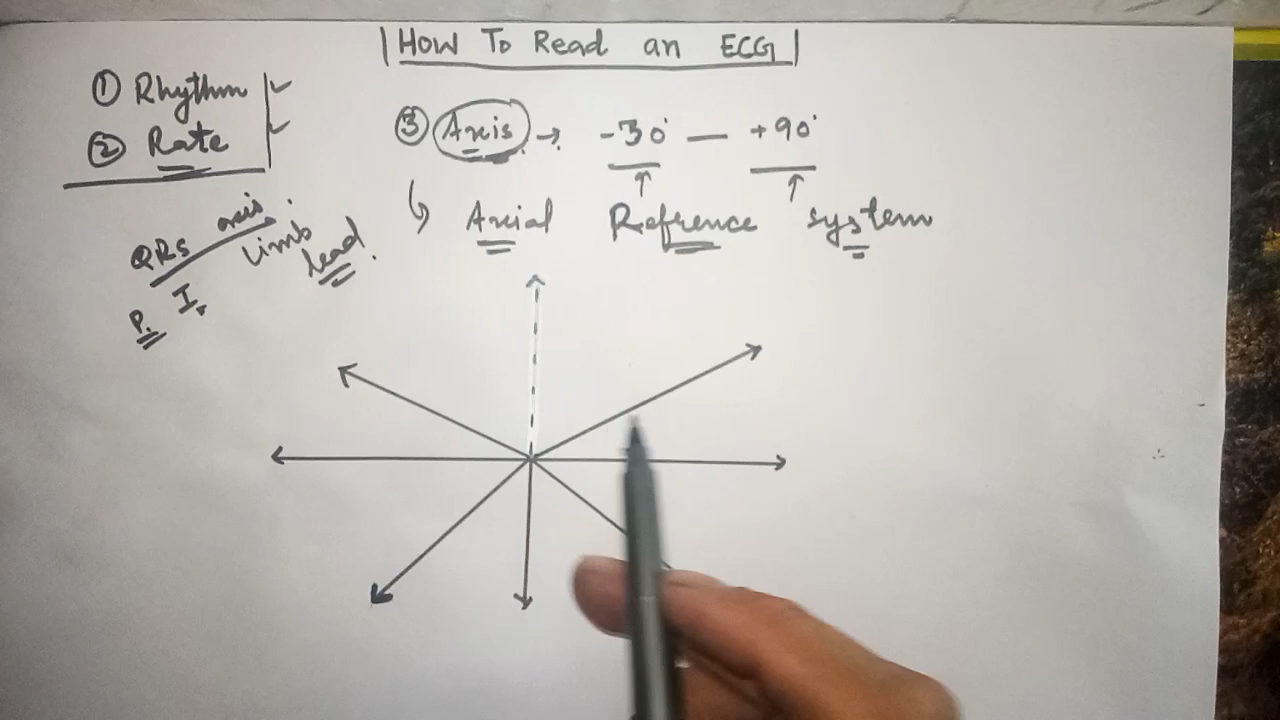 How To Read an ECG
① Rhythm
② Rate
③ Axis → -30° — +90°
Axial Refrence system
QRS axis
limb
lead
I
P